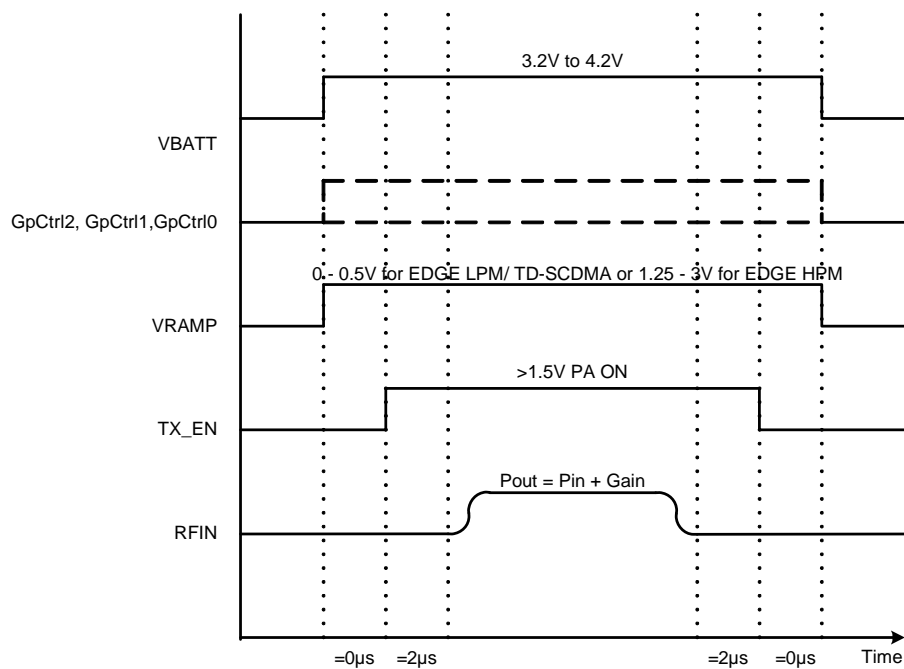 3.2V to 4.2V
VBATT
GpCtrl2, GpCtrl1,GpCtrl0
0 - 0.5V for EDGE LPM/ TD-SCDMA or 1.25 - 3V for EDGE HPM
VRAMP
>1.5V PA ON
TX_EN
Pout = Pin + Gain
RFIN
=0µs =2µs =2µs =0µs Time